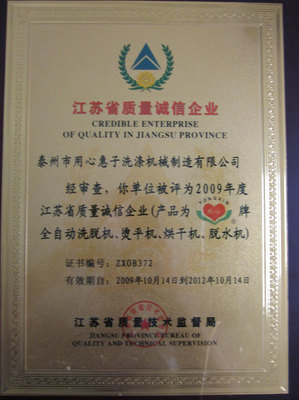 江苏省质量诚信企业
CREDIBLE ENTERPRISE
OF QUALITY IN JIANGSU PROVINCE
泰州市用心惠子洗涤机械制造有限公司
经审查，你单位被评为2009年度
江苏省质量诚信企业(产品为 YONGXIN 牌
全自动洗脱机、烫平机、烘干机、脱水机)
证书编号：ZX08372
有效期自：2009年10月14日到2012年10月14日
江苏省质量技术监督局
JIANGSU PROVINCE BUREAU OF
QUALITY AND TECHNICAL SUPERVISION